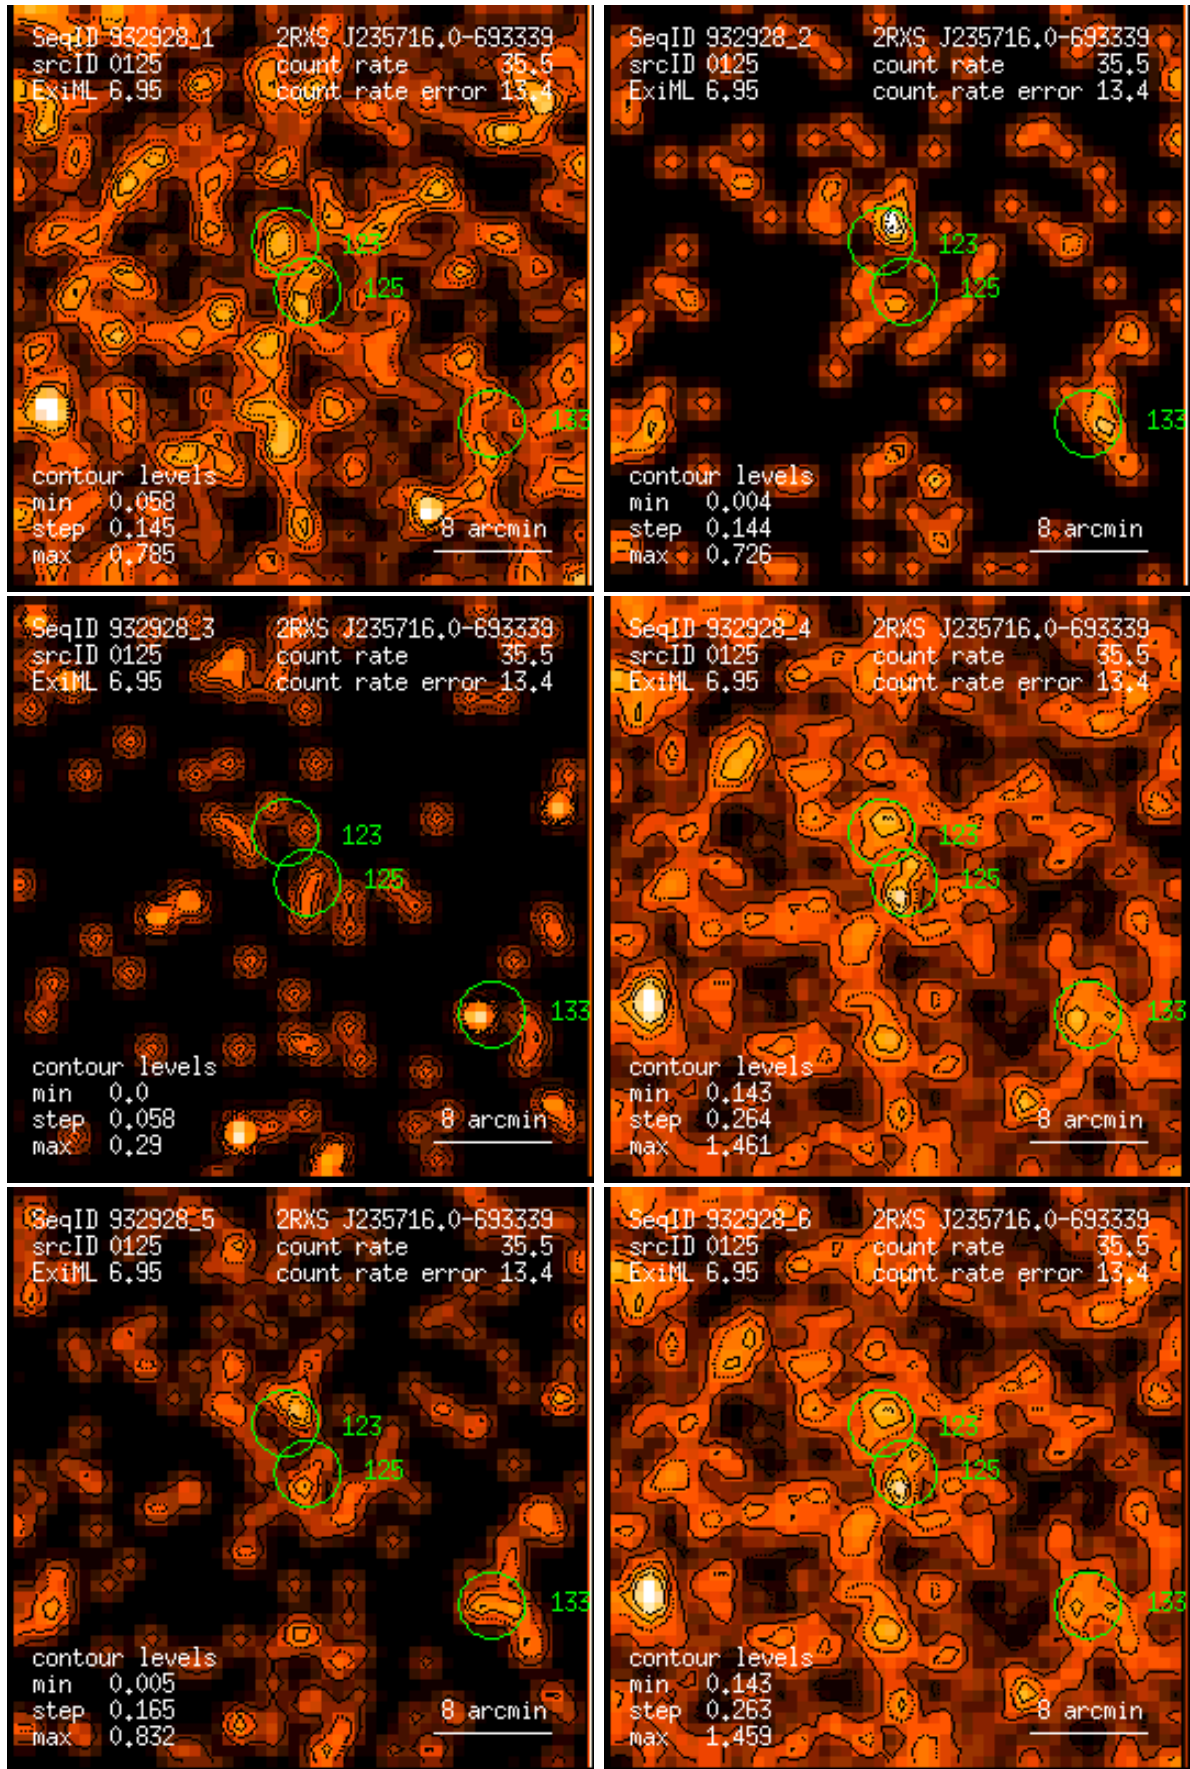 SeqID 932928_1 2RXS J235716.0-693339
srcID 0125 count rate 35.5
ExiML 6.95 count rate error 13.4
123
125
133
contour levels
min 0.058
step 0.145 8 arcmin
max 0.785
SeqID 932928_2 2RXS J235716.0-693339
srcID 0125 count rate 35.5
ExiML 6.95 count rate error 13.4
123
125
133
contour levels
min 0.004
step 0.144 8 arcmin
max 0.726
SeqID 932928_3 2RXS J235716.0-693339
srcID 0125 count rate 35.5
ExiML 6.95 count rate error 13.4
123
125
133
contour levels
min 0.0
step 0.058 8 arcmin
max 0.29
SeqID 932928_4 2RXS J235716.0-693339
srcID 0125 count rate 35.5
ExiML 6.95 count rate error 13.4
123
125
133
contour levels
min 0.143
step 0.264 8 arcmin
max 1.461
SeqID 932928_5 2RXS J235716.0-693339
srcID 0125 count rate 35.5
ExiML 6.95 count rate error 13.4
123
125
133
contour levels
min 0.005
step 0.165 8 arcmin
max 0.832
SeqID 932928_6 2RXS J235716.0-693339
srcID 0125 count rate 35.5
ExiML 6.95 count rate error 13.4
123
125
133
contour levels
min 0.143
step 0.263 8 arcmin
max 1.459